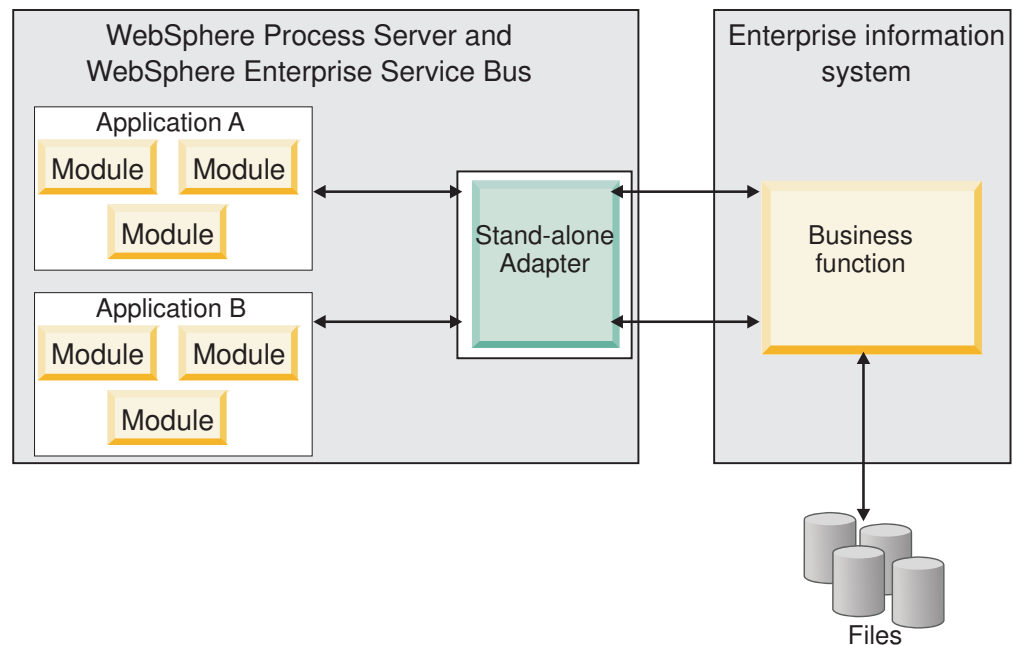 WebSphere Process Server and
WebSphere Enterprise Service Bus
Application A
Module
Module
Module
Application B
Module
Module
Module
Stand-alone
Adapter
Enterprise information
system
Business
function
Files